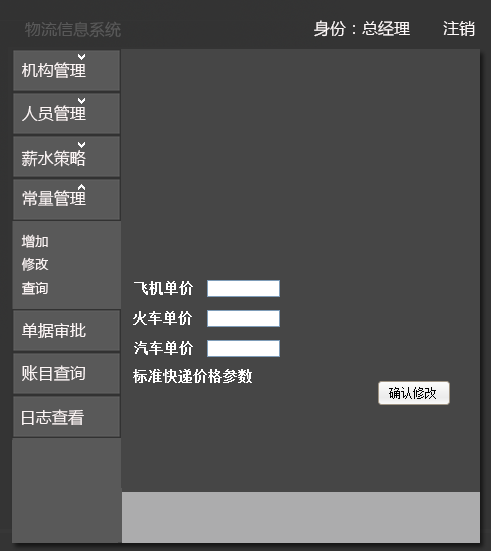 物流信息系统
身份：总经理 注销
机构管理
人员管理
薪水策略
常量管理
增加
修改
查询
单据审批
账目查询
日志查看
飞机单价
火车单价
汽车单价
标准快递价格参数
确认修改